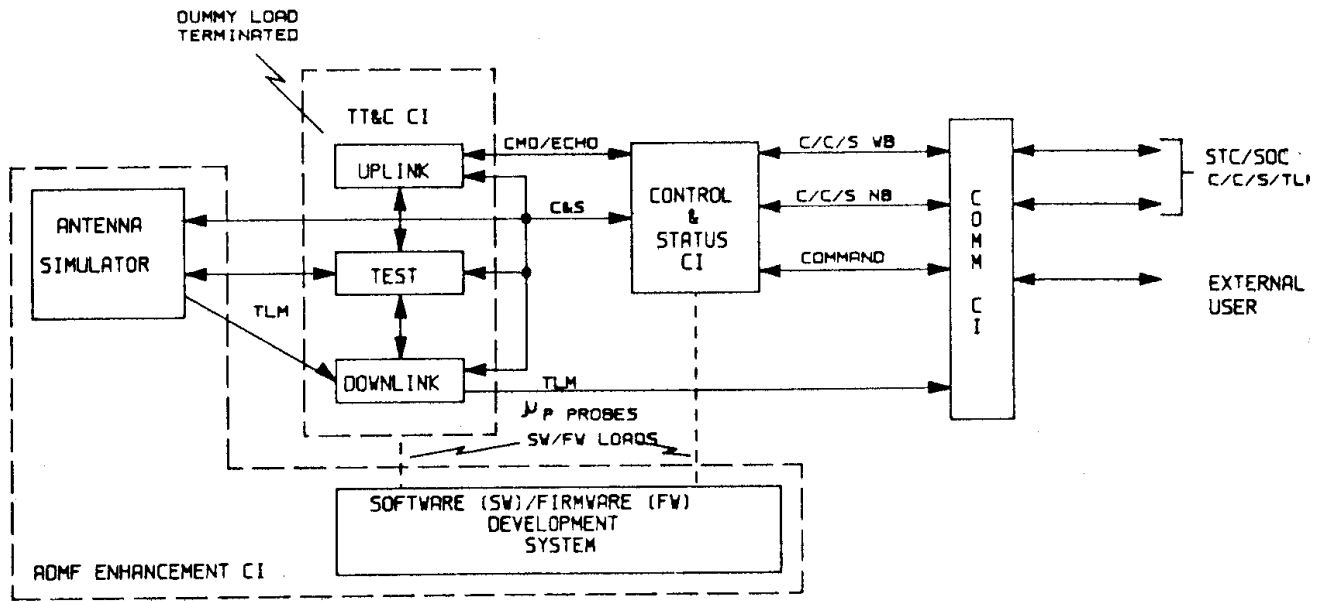 DUMMY LOAD
TERMINATED
TT&C CI
UPLINK
CMD/ECHO
C/C/S WB
STC/SOC
C/C/S/TLM
ANTENNA
SIMULATOR
C&S
CONTROL
&
STATUS
CI
C/C/S NB
COMM CI
TEST
COMMAND
EXTERNAL
USER
TLM
DOWNLINK
TLM
μP PROBES
SW/FW LOADS
SOFTWARE (SW)/FIRMWARE (FW)
DEVELOPMENT
SYSTEM
ADMF ENHANCEMENT CI